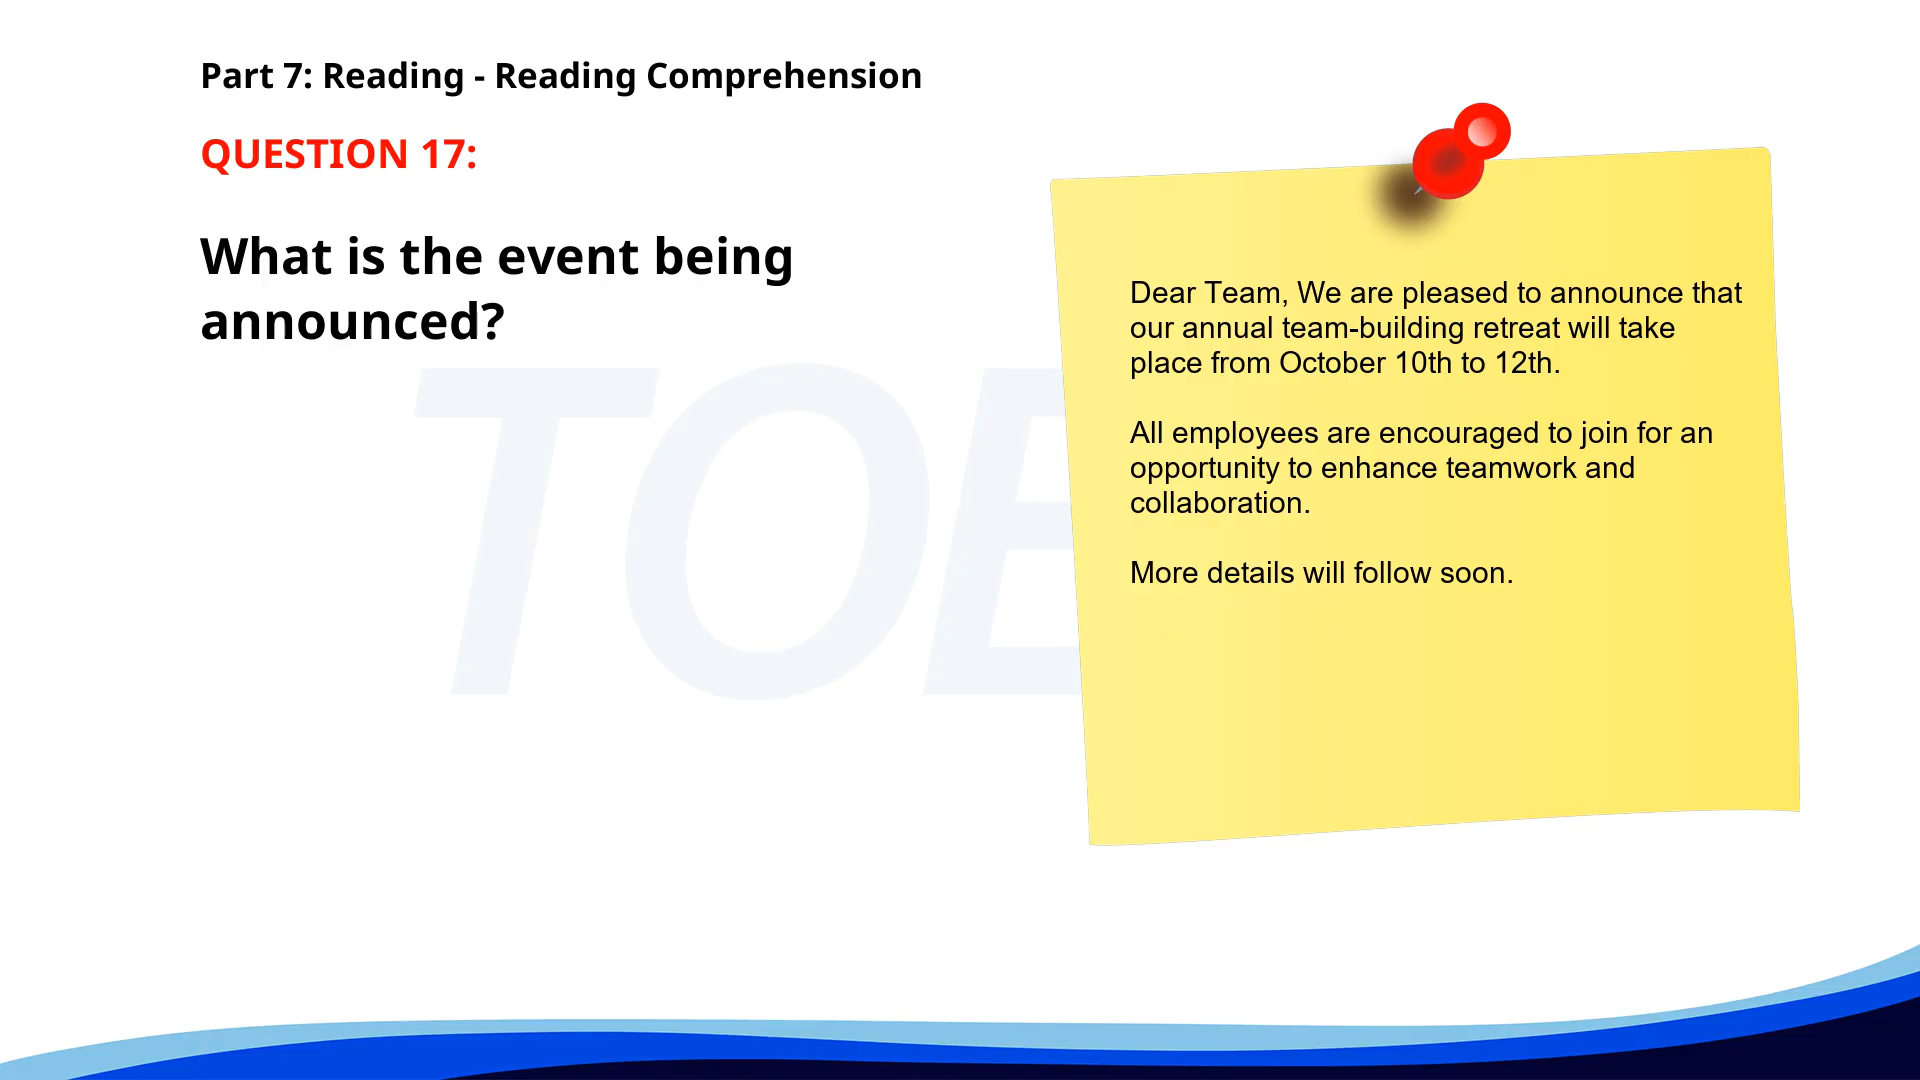 Part 7: Reading - Reading Comprehension
QUESTION 17:
What is the event being
announced?
TOE
Dear Team, We are pleased to announce that
our annual team-building retreat will take
place from October 10th to 12th.
All employees are encouraged to join for an
opportunity to enhance teamwork and
collaboration.
More details will follow soon.